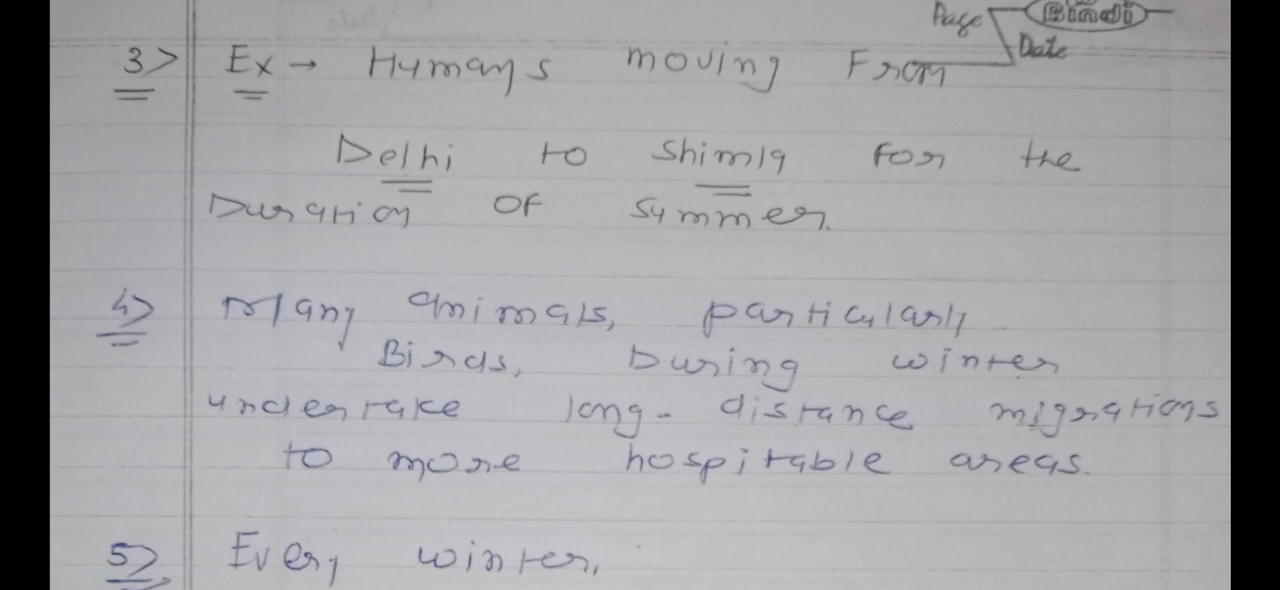 Page Bindi
Date
3> Ex → Humans moving From
Delhi to Shimla for the
Duration OF Summer.
4> Many animals, particularly
Birds, During winter
undertake long-distance migrations
to more hospitable areas.
5> Every winter,